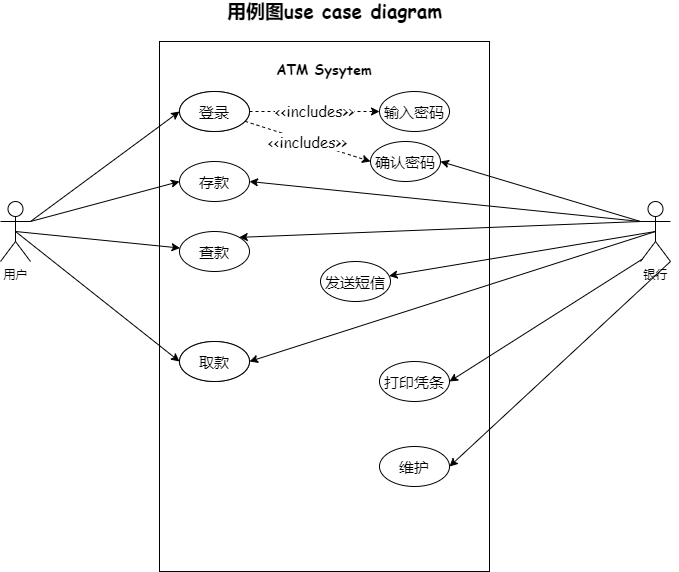 用例图use case diagram
ATM Sysytem
登录
<<includes>>
输入密码
<<includes>>
确认密码
存款
查款
用户
银行
发送短信
取款
打印凭条
维护